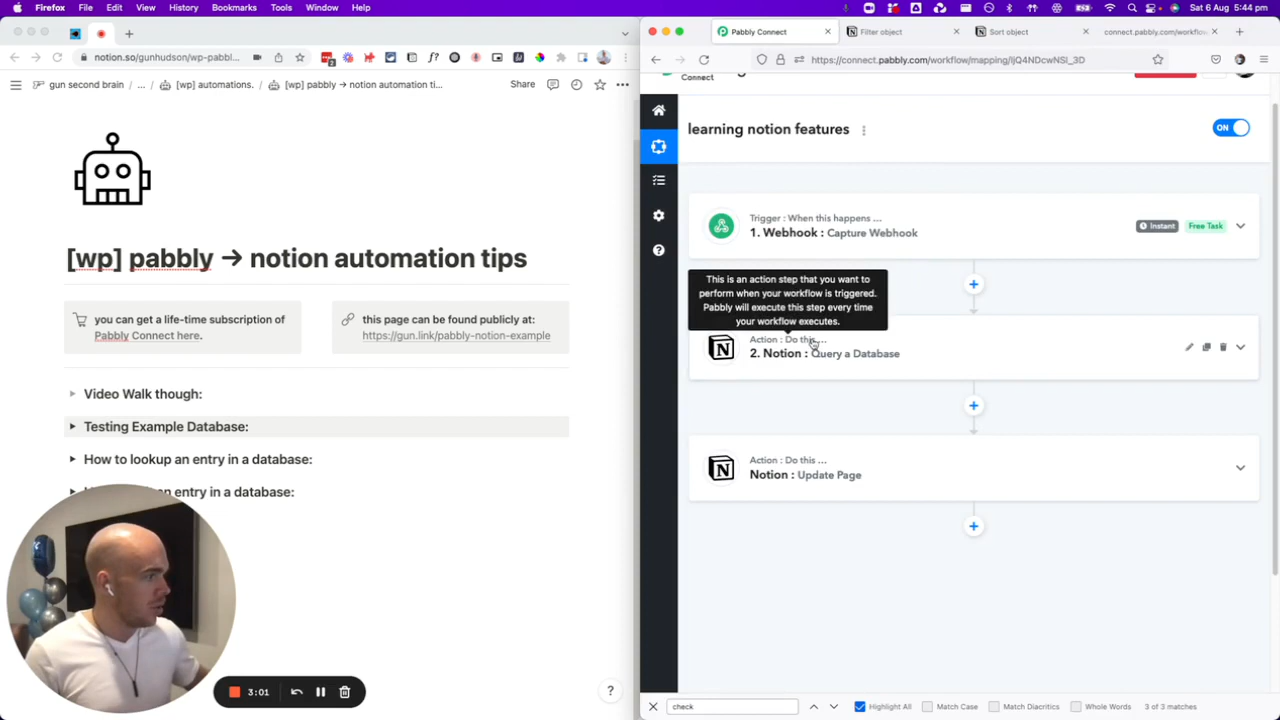 Firefox File Edit View History Bookmarks Tools Window Help
Sat 6 Aug 5:44 pm
notion.so/gunhudson/wp-pabbl...
gun second brain / ... / [wp] automations. / [wp] pabbly → notion automation ti...
Share
[wp] pabbly → notion automation tips
you can get a life-time subscription of
Pabbly Connect here.
this page can be found publicly at:
https://gun.link/pabbly-notion-example
Video Walk though:
Testing Example Database:
How to lookup an entry in a database:
an entry in a database:
3:01
?
Pabbly Connect
Filter object
Sort object
connect.pabbly.com/workflow
https://connect.pabbly.com/workflow/mapping/IjQ4NDcwNSI_3D
Connect
learning notion features
ON
Trigger : When this happens ...
1. Webhook : Capture Webhook
Instant
Free Task
This is an action step that you want to
perform when your workflow is triggered.
Pabbly will execute this step every time
your workflow executes.
Action : Do this ...
2. Notion : Query a Database
Action : Do this ...
Notion : Update Page
check
Highlight All
Match Case
Match Diacritics
Whole Words
3 of 3 matches